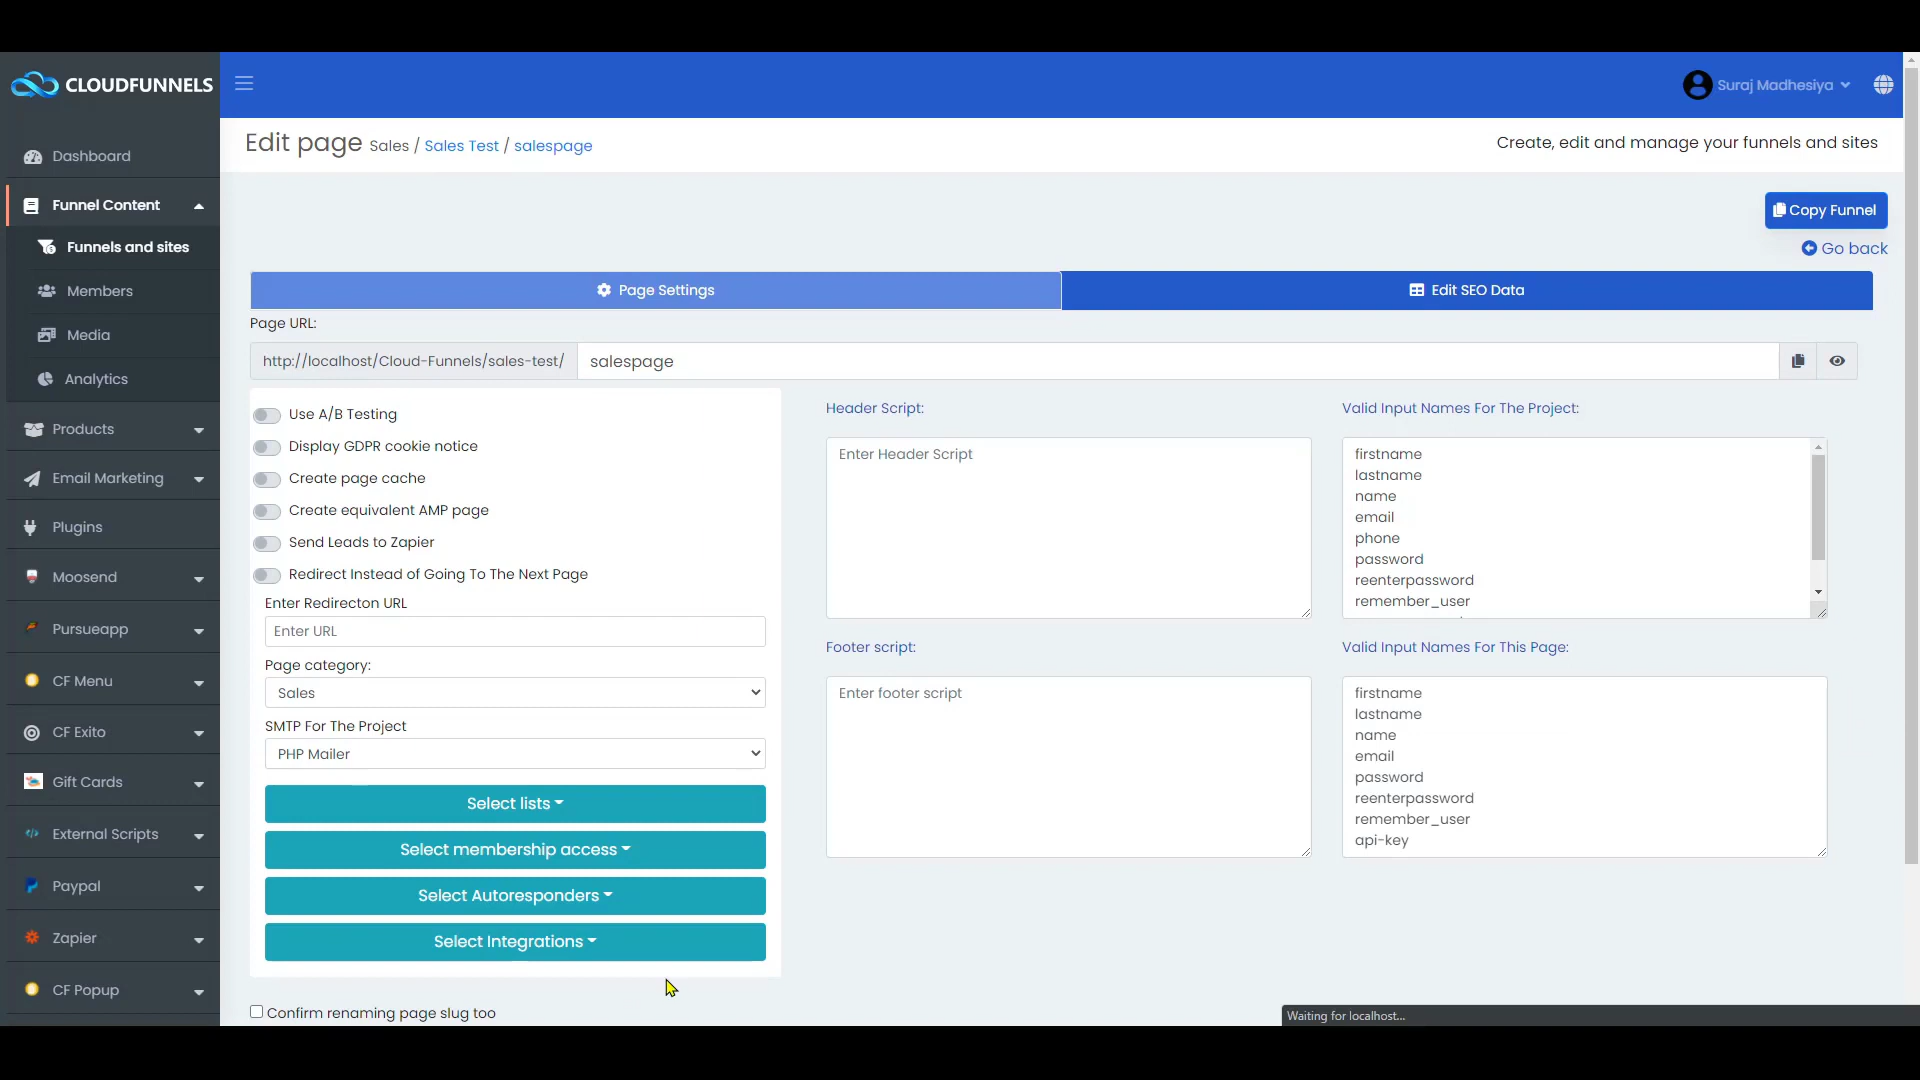 CLOUDFUNNELS
Suraj Madhesiya
Edit page Sales / Sales Test / salespage
Create, edit and manage your funnels and sites
Dashboard
Funnel Content
Funnels and sites
Members
Media
Analytics
Products
Email Marketing
Plugins
Moosend
Pursueapp
CF Menu
CF Exito
Gift Cards
External Scripts
Paypal
Zapier
CF Popup
Copy Funnel
Go back
Page Settings
Edit SEO Data
Page URL:
http://localhost/Cloud-Funnels/sales-test/ salespage
Use A/B Testing
Display GDPR cookie notice
Create page cache
Create equivalent AMP page
Send Leads to Zapier
Redirect Instead of Going To The Next Page
Enter Redirecton URL
Enter URL
Page category:
Sales
SMTP For The Project
PHP Mailer
Select lists
Select membership access
Select Autoresponders
Select Integrations
Confirm renaming page slug too
Header Script:
Enter Header Script
Footer script:
Enter footer script
Valid Input Names For The Project:
firstname
lastname
name
email
phone
password
reenterpassword
remember_user
Valid Input Names For This Page:
firstname
lastname
name
email
password
reenterpassword
remember_user
api-key
Waiting for localhost...